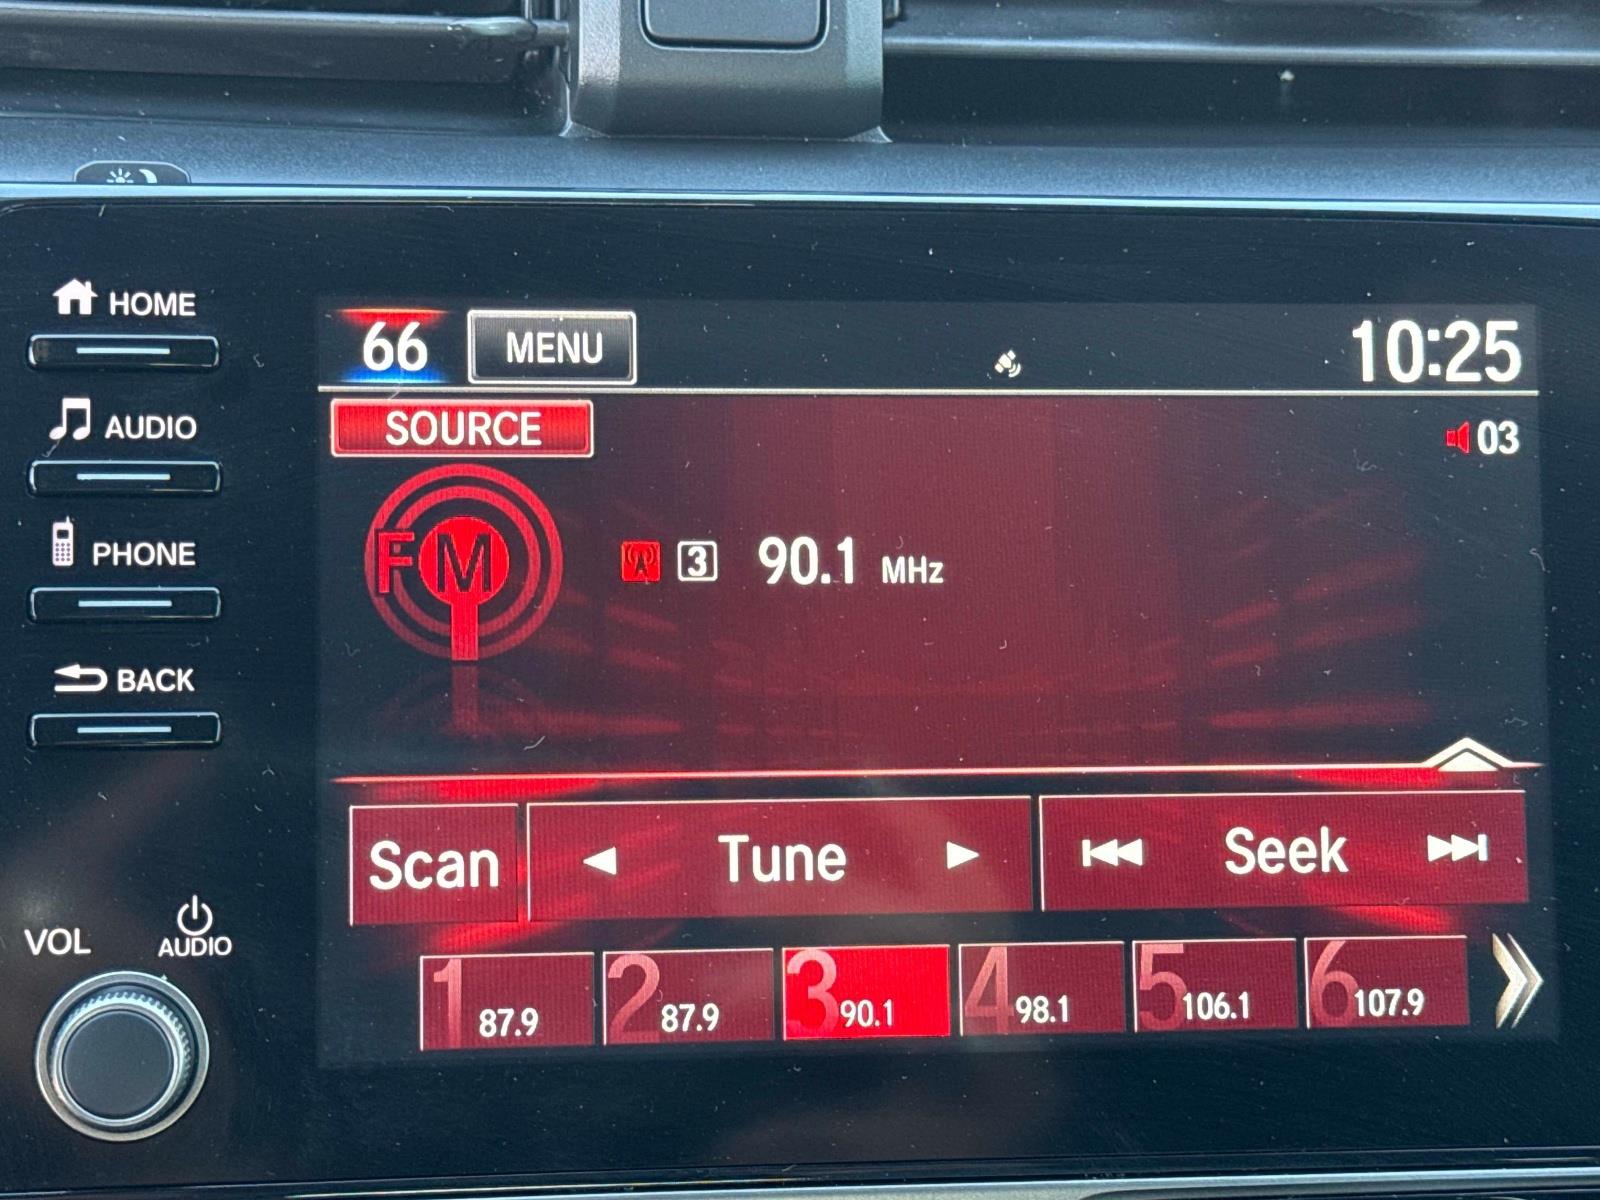 HOME
AUDIO
PHONE
BACK
VOL
AUDIO
66 MENU 10:25
SOURCE 03
FM 3 90.1 MHz
Scan Tune Seek
1 87.9 2 87.9 3 90.1 4 98.1 5 106.1 6 107.9